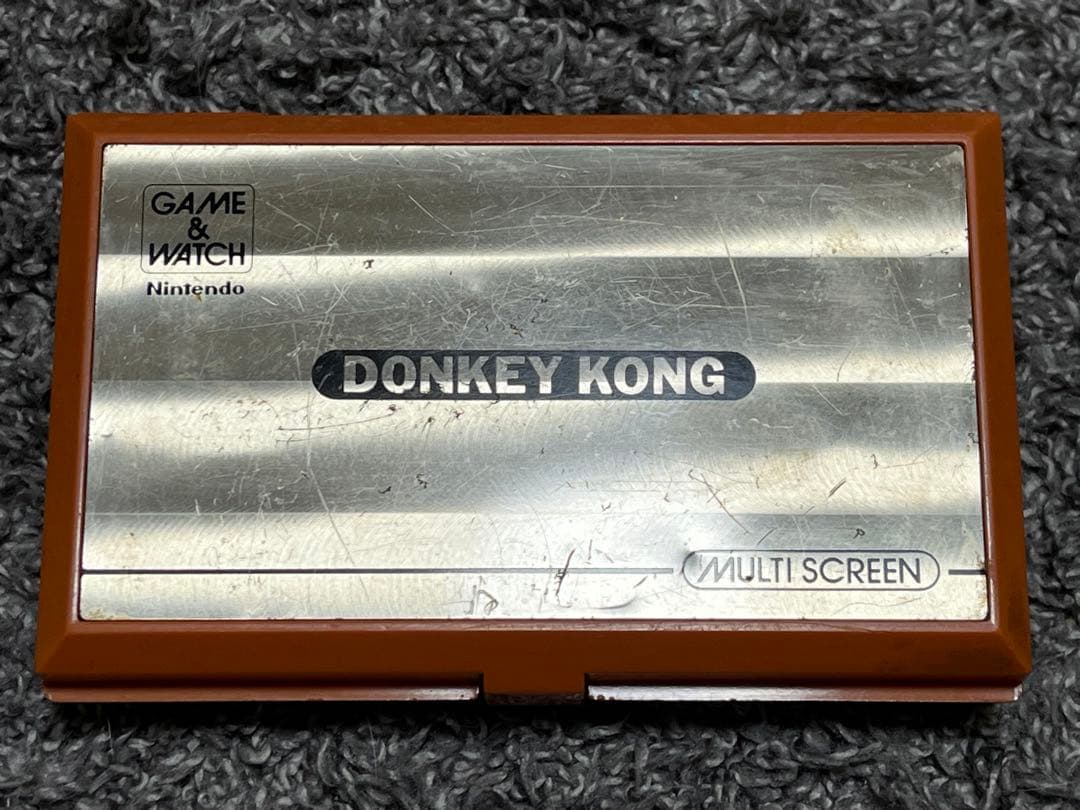 GAME
&
WATCH
Nintendo
DONKEY KONG
MULTI SCREEN